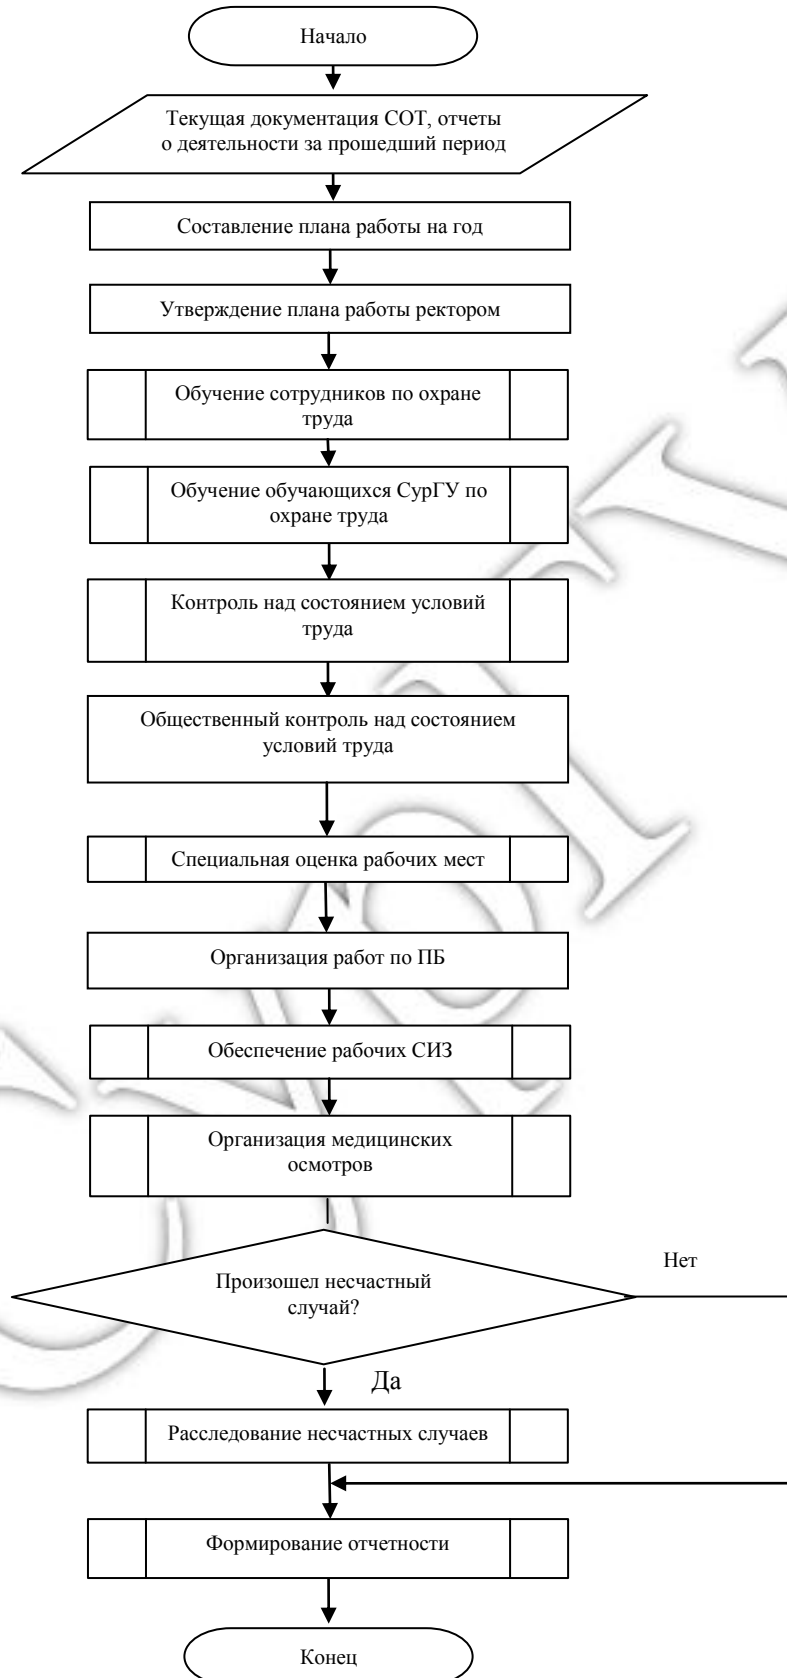 Начало
Текущая документация СОТ, отчеты
о деятельности за прошедший период
Составление плана работы на год
Утверждение плана работы ректором
Обучение сотрудников по охране
труда
Обучение обучающихся СурГУ по
охране труда
Контроль над состоянием условий
труда
Общественный контроль над состоянием
условий труда
Специальная оценка рабочих мест
Организация работ по ПБ
Обеспечение рабочих СИЗ
Организация медицинских
осмотров
Произошел несчастный
случай?
Нет
Да
Расследование несчастных случаев
Формирование отчетности
Конец